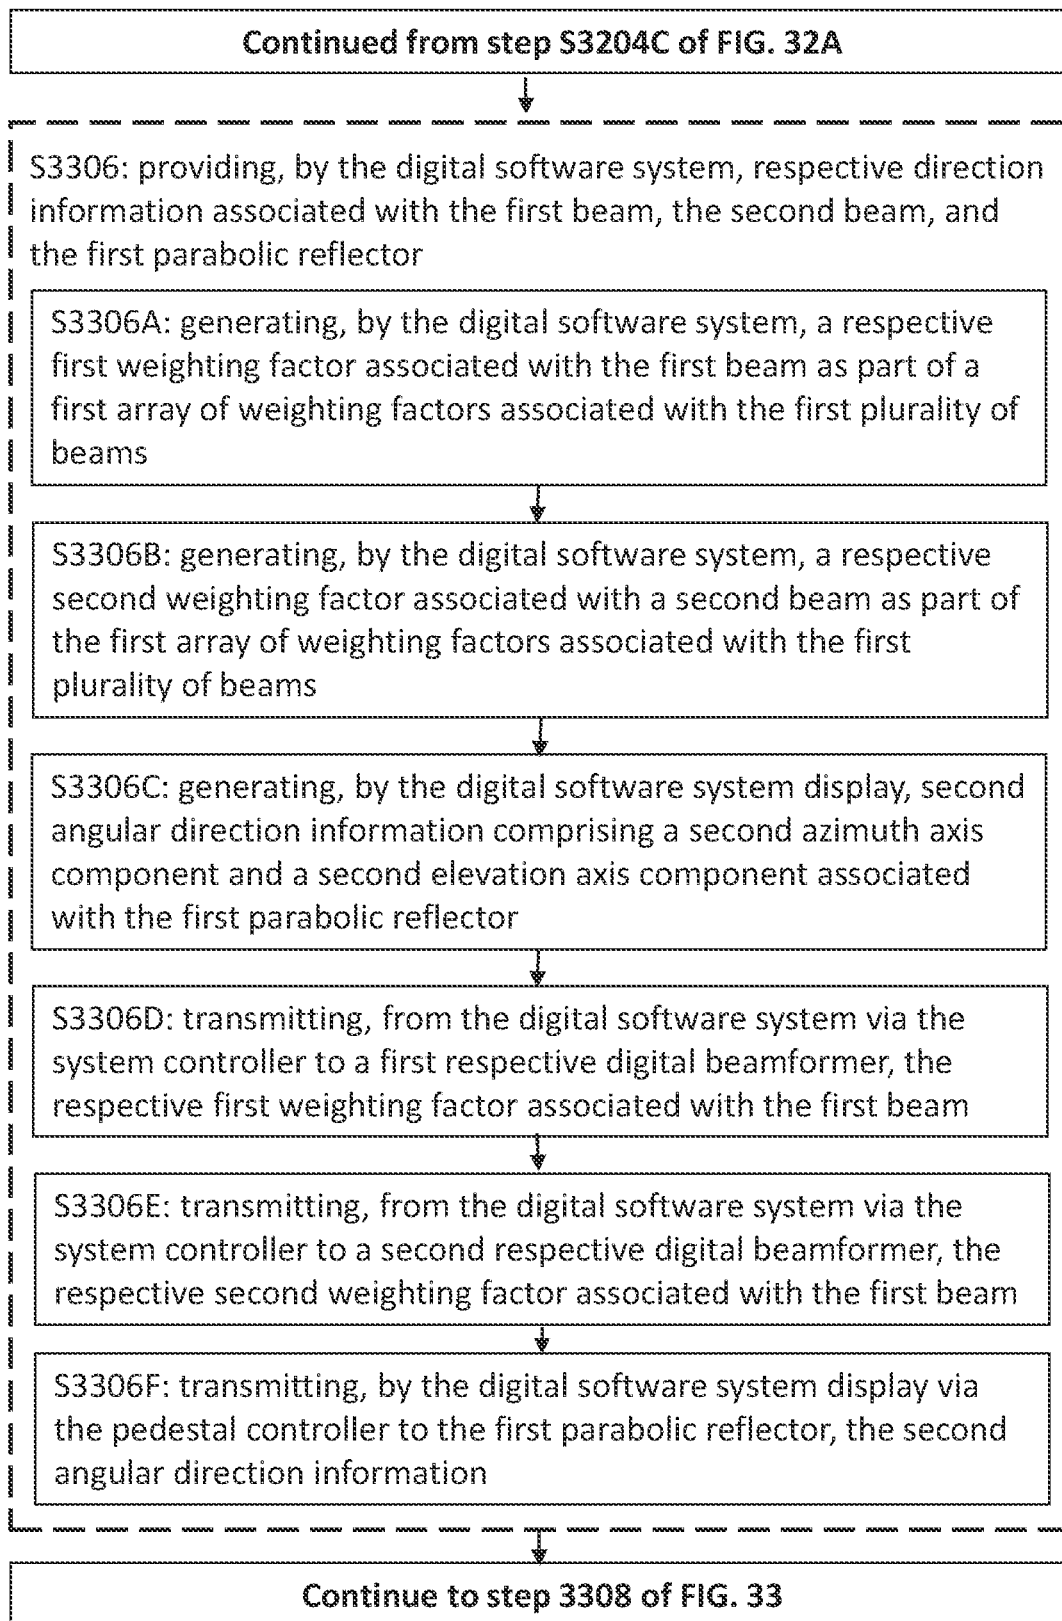 Continued from step S3204C of FIG. 32A
S3306: providing, by the digital software system, respective direction
information associated with the first beam, the second beam, and
the first parabolic reflector
S3306A: generating, by the digital software system, a respective
first weighting factor associated with the first beam as part of a
first array of weighting factors associated with the first plurality of
beams
S3306B: generating, by the digital software system, a respective
second weighting factor associated with a second beam as part of
the first array of weighting factors associated with the first
plurality of beams
S3306C: generating, by the digital software system display, second
angular direction information comprising a second azimuth axis
component and a second elevation axis component associated
with the first parabolic reflector
S3306D: transmitting, from the digital software system via the
system controller to a first respective digital beamformer, the
respective first weighting factor associated with the first beam
S3306E: transmitting, from the digital software system via the
system controller to a second respective digital beamformer, the
respective second weighting factor associated with the first beam
S3306F: transmitting, by the digital software system display via
the pedestal controller to the first parabolic reflector, the second
angular direction information
Continue to step 3308 of FIG. 33